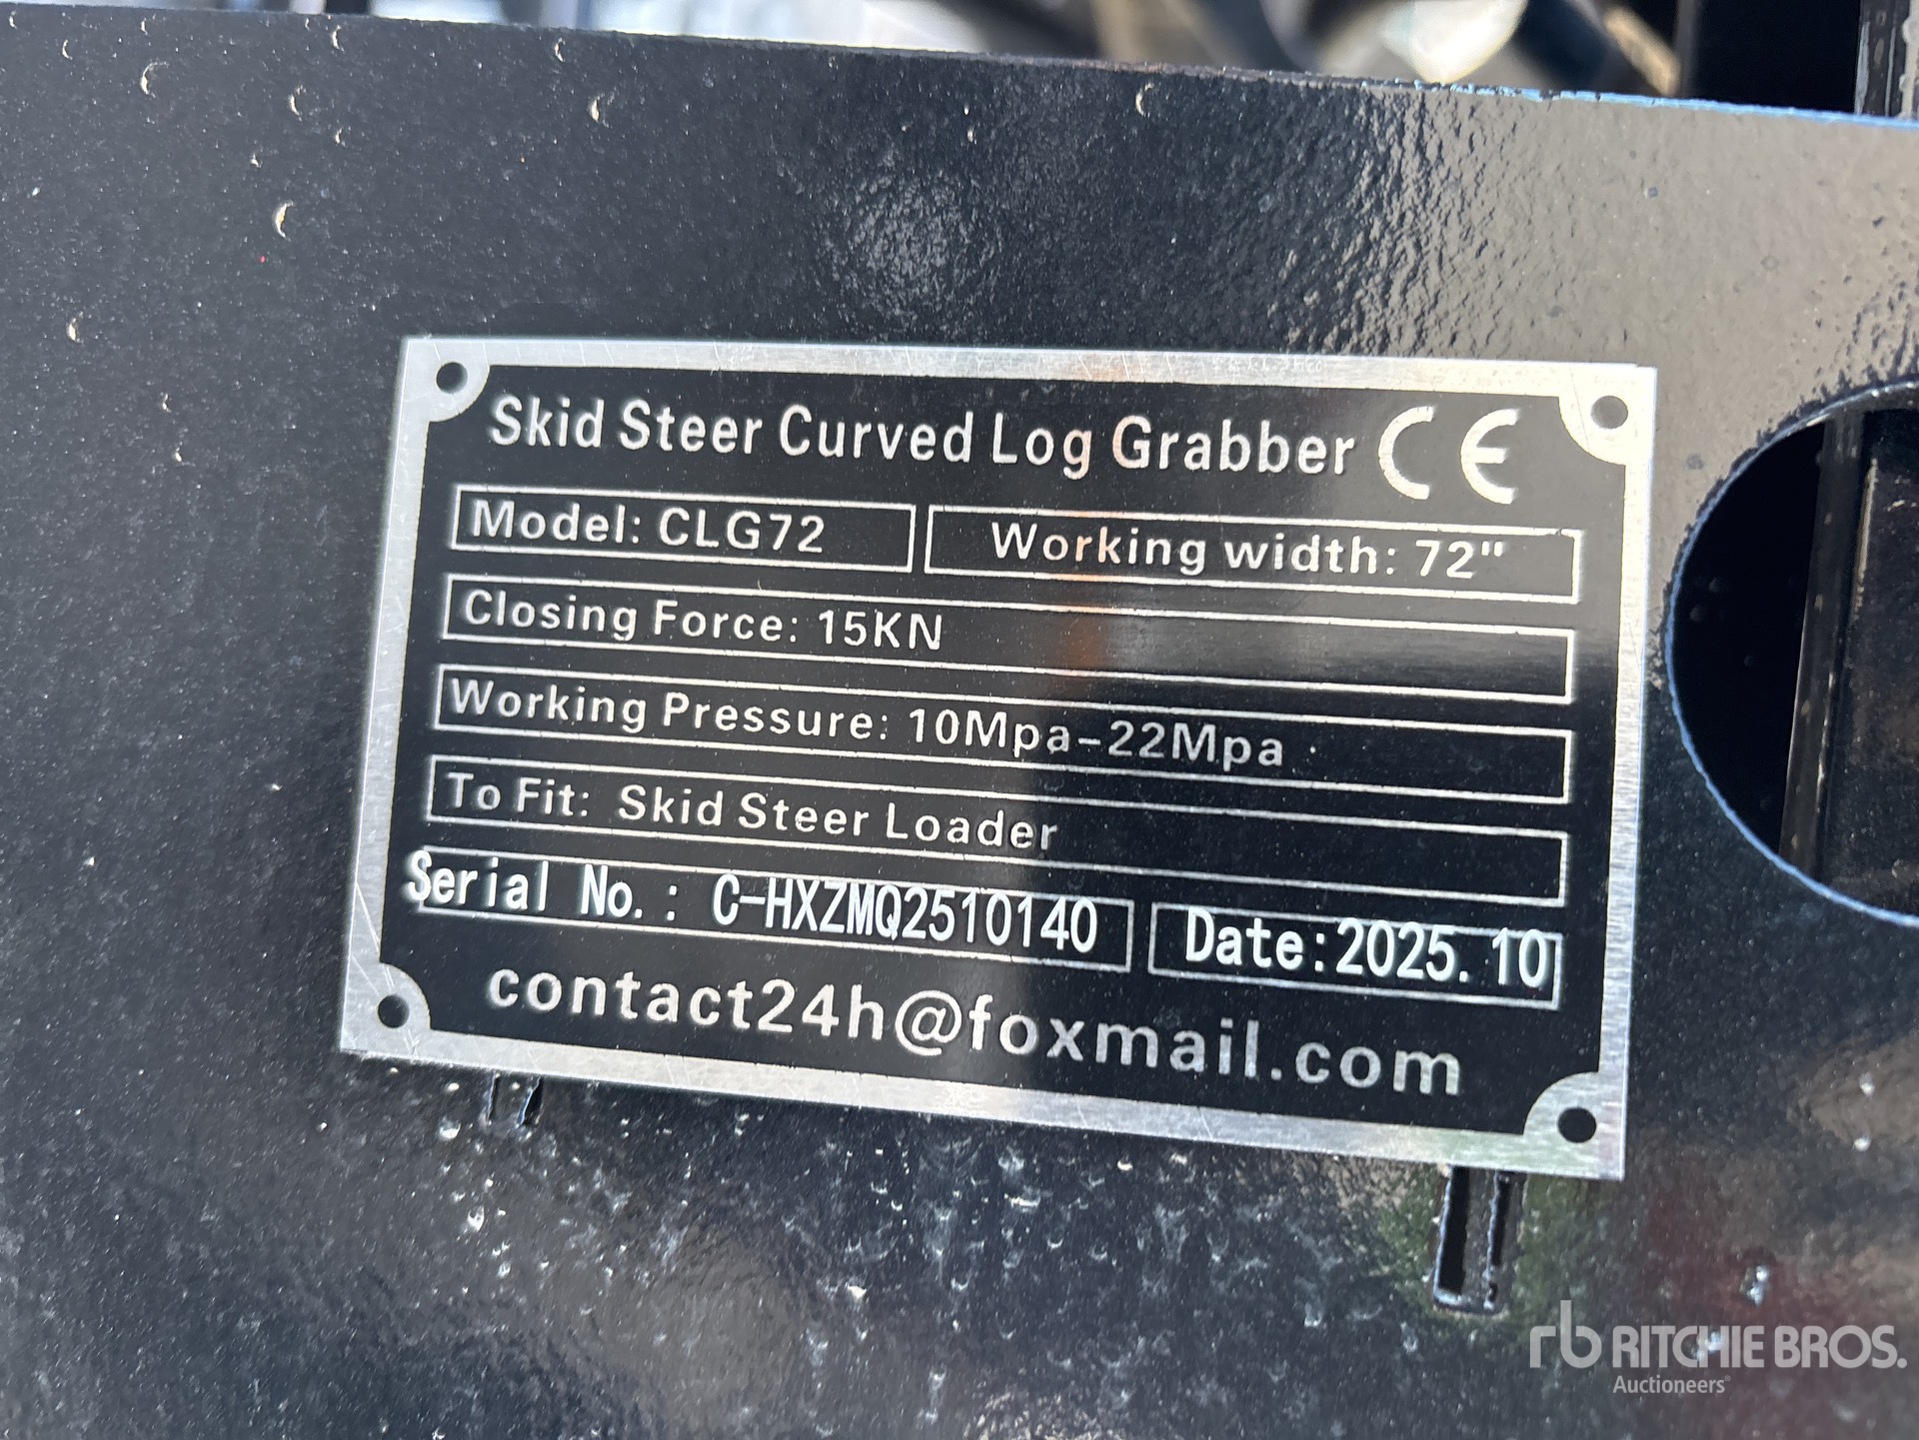 Skid Steer Curved Log Grabber CE
Model: CLG72
Working width: 72"
Closing Force: 15KN
Working Pressure: 10Mpa-22Mpa
To Fit: Skid Steer Loader
Serial No.: C-HXZMQ2510140
Date:2025.10
contact24h@foxmail.com
rb RITCHIE BROS.
Auctioneers